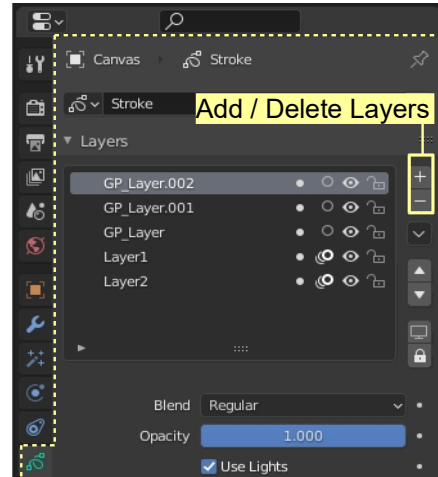 Canvas Stroke
Stroke
Add / Delete Layers
Layers
GP_Layer.002
GP_Layer.001
GP_Layer
Layer1
Layer2
Blend Regular
Opacity 1.000
Use Lights